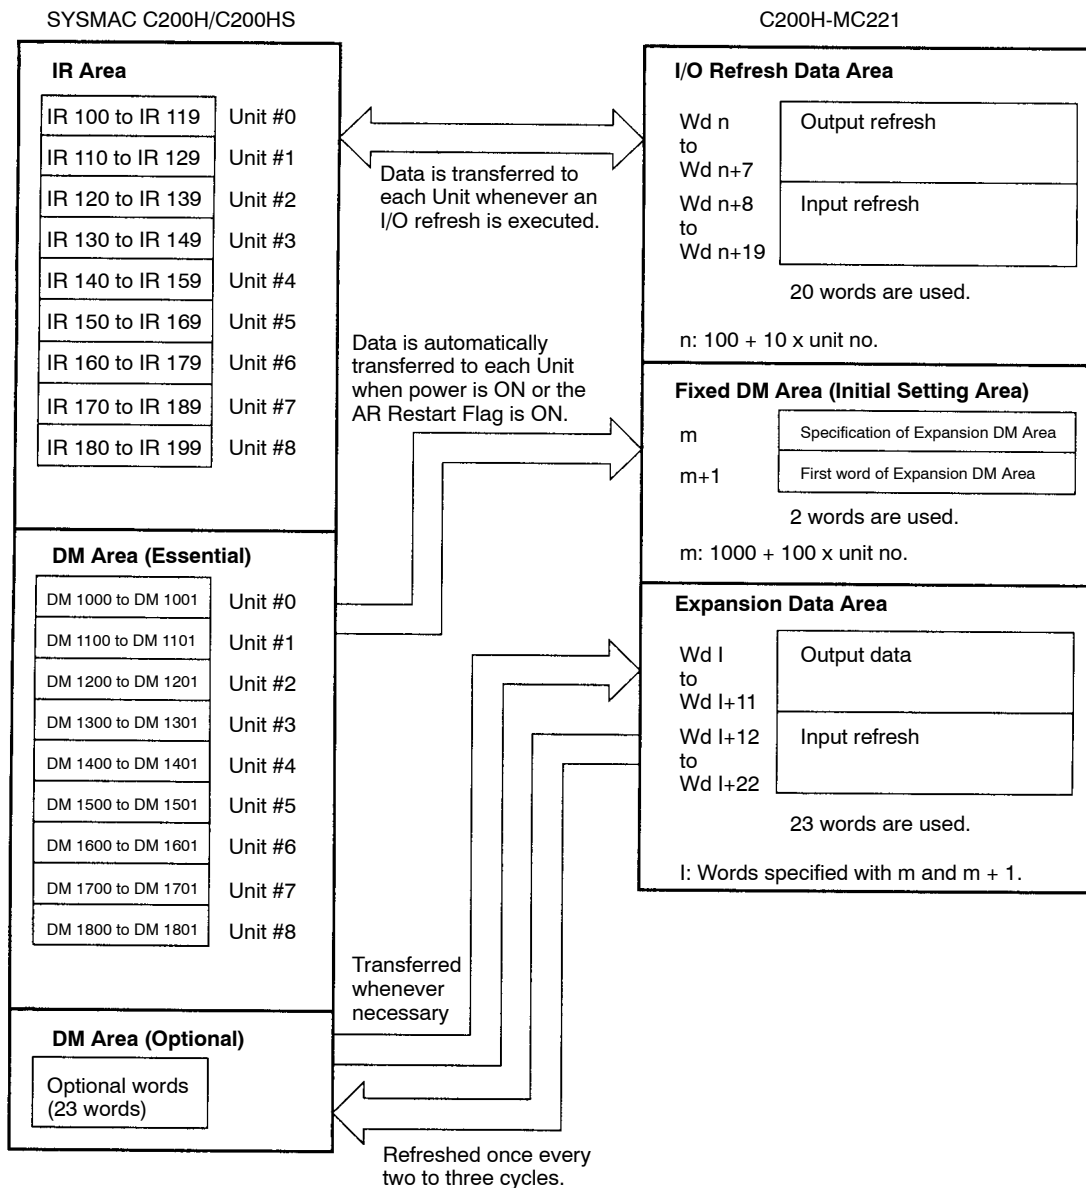 SYSMAC C200H/C200HS
IR Area
IR 100 to IR 119 Unit #0
IR 110 to IR 129 Unit #1
IR 120 to IR 139 Unit #2
IR 130 to IR 149 Unit #3
IR 140 to IR 159 Unit #4
IR 150 to IR 169 Unit #5
IR 160 to IR 179 Unit #6
IR 170 to IR 189 Unit #7
IR 180 to IR 199 Unit #8
DM Area (Essential)
DM 1000 to DM 1001 Unit #0
DM 1100 to DM 1101 Unit #1
DM 1200 to DM 1201 Unit #2
DM 1300 to DM 1301 Unit #3
DM 1400 to DM 1401 Unit #4
DM 1500 to DM 1501 Unit #5
DM 1600 to DM 1601 Unit #6
DM 1700 to DM 1701 Unit #7
DM 1800 to DM 1801 Unit #8
DM Area (Optional)
Optional words
(23 words)
Data is transferred to
each Unit whenever an
I/O refresh is executed.
Data is automatically
transferred to each Unit
when power is ON or the
AR Restart Flag is ON.
Transferred
whenever
necessary
Refreshed once every
two to three cycles.
C200H-MC221
I/O Refresh Data Area
Wd n Output refresh
to
Wd n+7
Wd n+8 Input refresh
to
Wd n+19
20 words are used.
n: 100 + 10 x unit no.
Fixed DM Area (Initial Setting Area)
m Specification of Expansion DM Area
m+1 First word of Expansion DM Area
2 words are used.
m: 1000 + 100 x unit no.
Expansion Data Area
Wd I Output data
to
Wd I+11
Wd I+12 Input refresh
to
Wd I+22
23 words are used.
I: Words specified with m and m + 1.